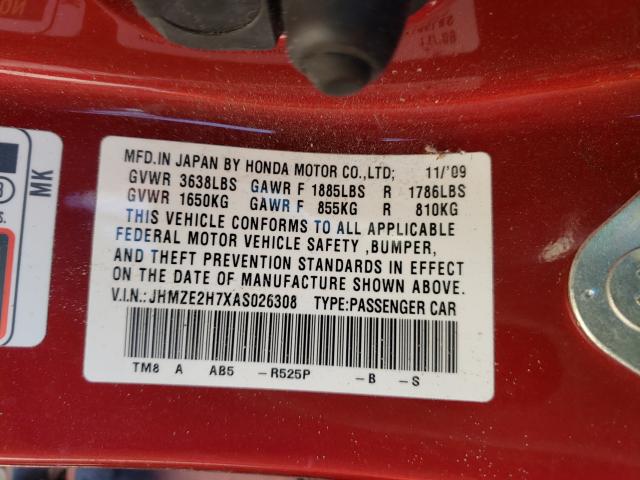 MFD.IN JAPAN BY HONDA MOTOR CO.,LTD; 11/'09
GVWR 3638LBS GAWR F 1885LBS R 1786LBS
GVWR 1650KG GAWR F 855KG R 810KG
THIS VEHICLE CONFORMS TO ALL APPLICABLE
FEDERAL MOTOR VEHICLE SAFETY ,BUMPER,
AND THEFT PREVENTION STANDARDS IN EFFECT
ON THE DATE OF MANUFACTURE SHOWN ABOVE.
V.I.N.:JHMZE2H7XAS026308 TYPE:PASSENGER CAR
TM8 A AB5 -R525P -B -S
MK